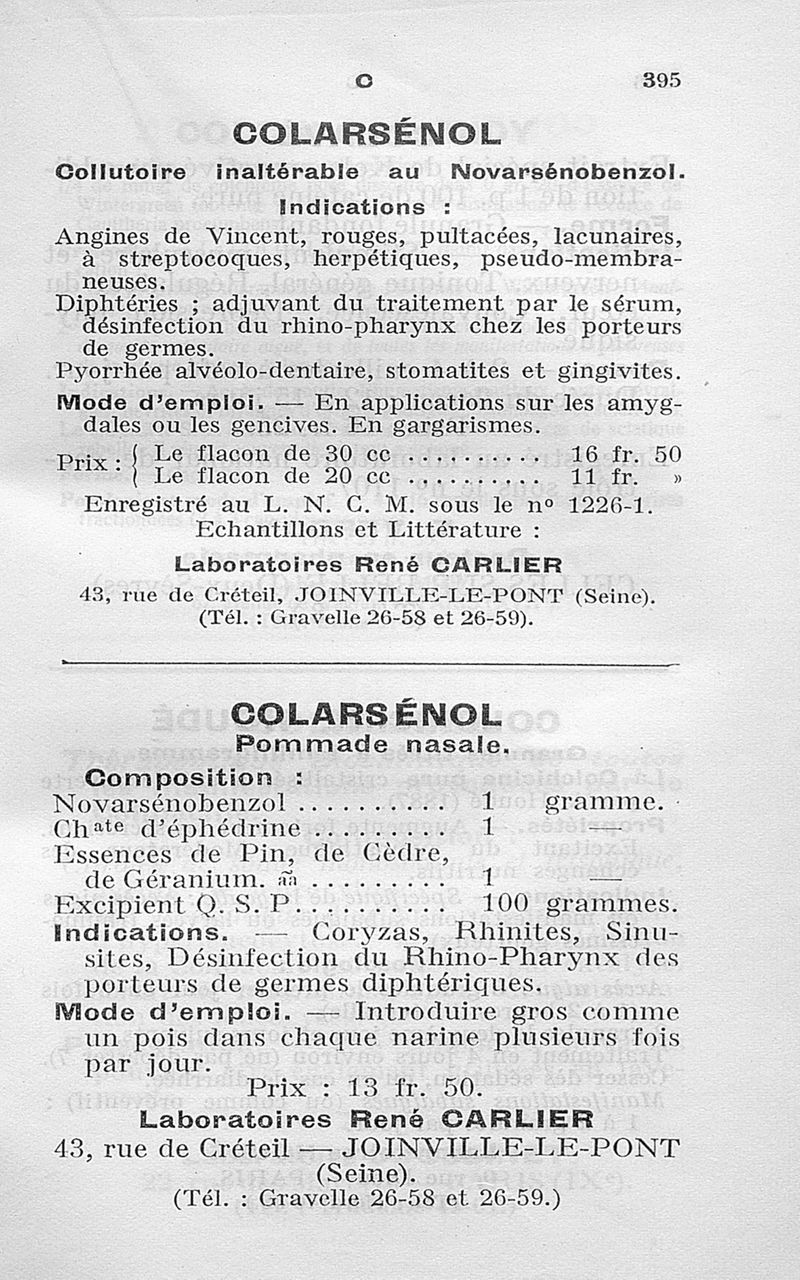 C 395
COLARSÉNOL
Collutoire inaltérable au Novarsénobenzol.
Indications :
Angines de Vincent, rouges, pultacées, lacunaires,
à streptocoques, herpétiques, pseudo-membra-
neuses.
Diphtéries ; adjuvant du traitement par le sérum,
désinfection du rhino-pharynx chez les porteurs
de germes.
Pyorrhée alvéolo-dentaire, stomatites et gingivites.
Mode d'emploi. — En applications sur les amyg-
dales ou les gencives. En gargarismes.
Prix : { Le flacon de 30 cc .......... 16 fr. 50
{ Le flacon de 20 cc .......... 11 fr. »
Enregistré au L. N. C. M. sous le nº 1226-1.
Echantillons et Littérature :
Laboratoires René CARLIER
43, rue de Créteil, JOINVILLE-LE-PONT (Seine).
(Tél. : Gravelle 26-58 et 26-59).
COLARSÉNOL
Pommade nasale.
Composition :
Novarsénobenzol ....... 1 gramme.
Chate d'éphédrine ......... 1 —
Essences de Pin, de Cèdre,
de Géranium. ãã ......... 1 —
Excipient Q. S. P. ......... 100 grammes.
Indications. — Coryzas, Rhinites, Sinu-
sites, Désinfection du Rhino-Pharynx des
porteurs de germes diphtériques.
Mode d'emploi. — Introduire gros comme
un pois dans chaque narine plusieurs fois
par jour.
Prix : 13 fr. 50.
Laboratoires René CARLIER
43, rue de Créteil — JOINVILLE-LE-PONT
(Seine).
(Tél. : Gravelle 26-58 et 26-59.)